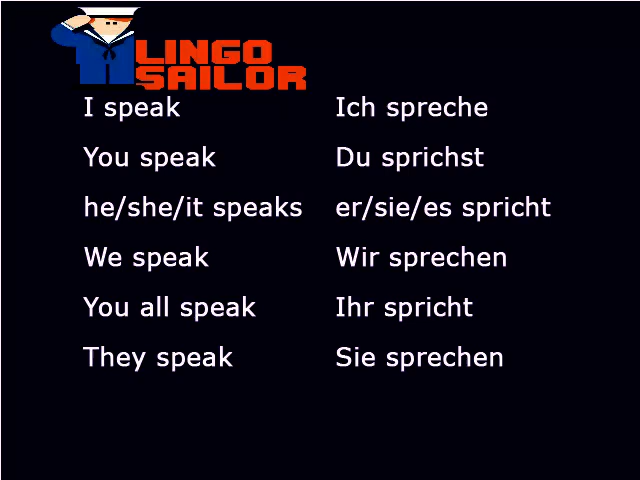 LINGO
SAILOR
I speak Ich spreche
You speak Du sprichst
he/she/it speaks er/sie/es spricht
We speak Wir sprechen
You all speak Ihr spricht
They speak Sie sprechen